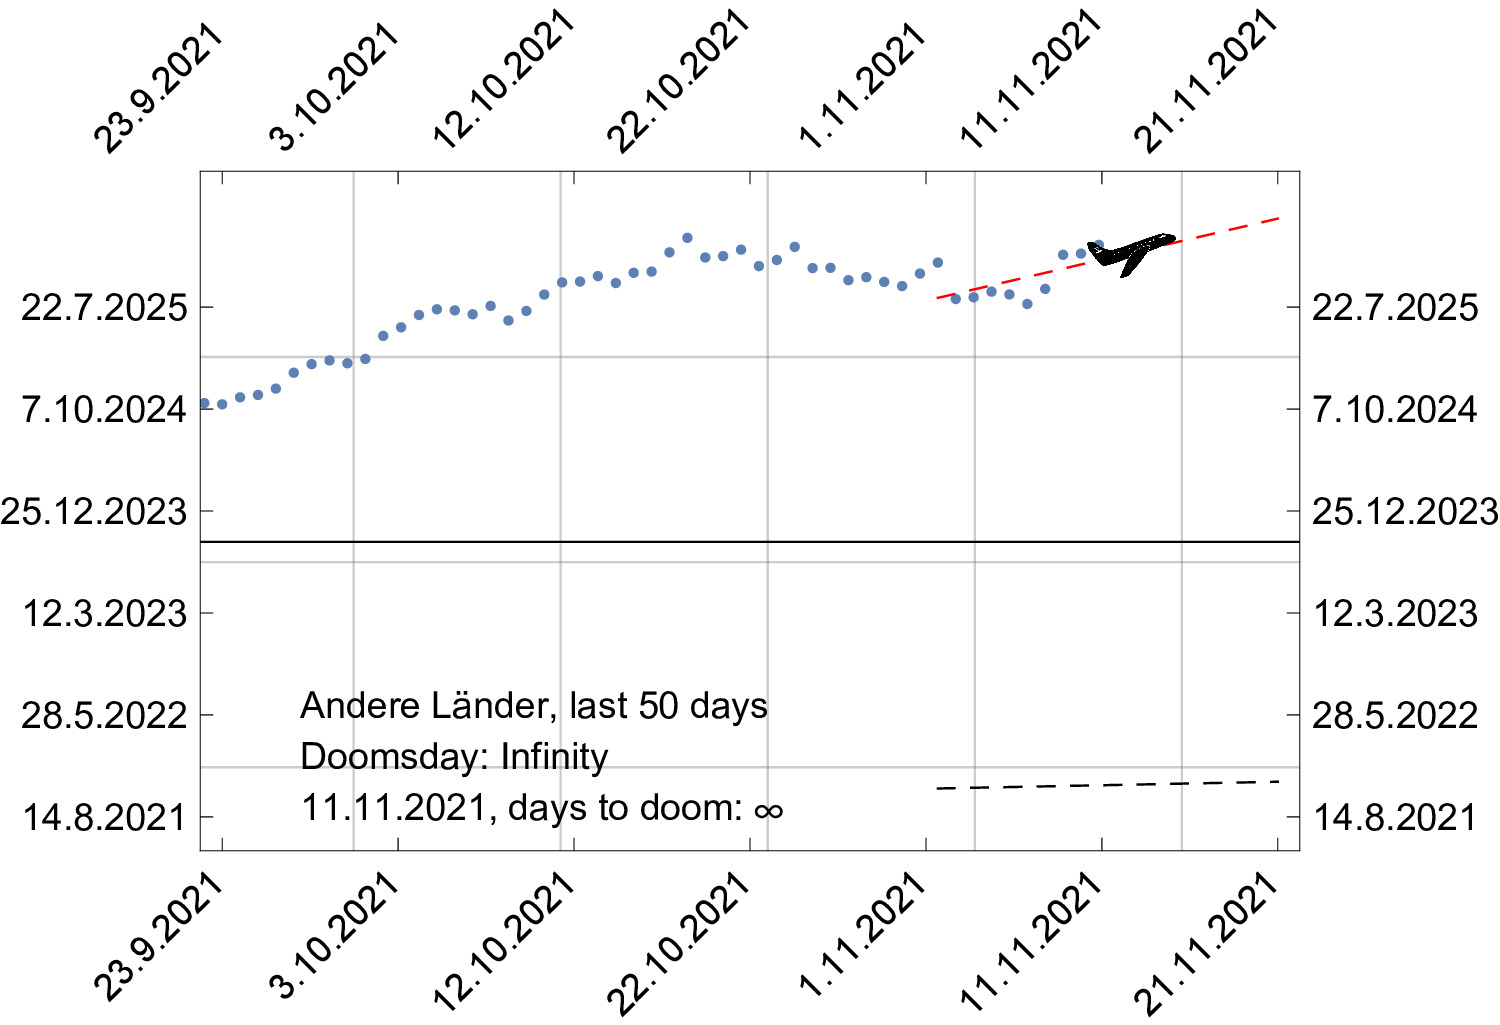 23.9.2021 3.10.2021 12.10.2021 22.10.2021 1.11.2021 11.11.2021 21.11.2021
22.7.2025 22.7.2025
7.10.2024 7.10.2024
25.12.2023 25.12.2023
12.3.2023 12.3.2023
28.5.2022 28.5.2022
14.8.2021 14.8.2021
Andere Länder, last 50 days
Doomsday: Infinity
11.11.2021, days to doom: ∞
23.9.2021 3.10.2021 12.10.2021 22.10.2021 1.11.2021 11.11.2021 21.11.2021